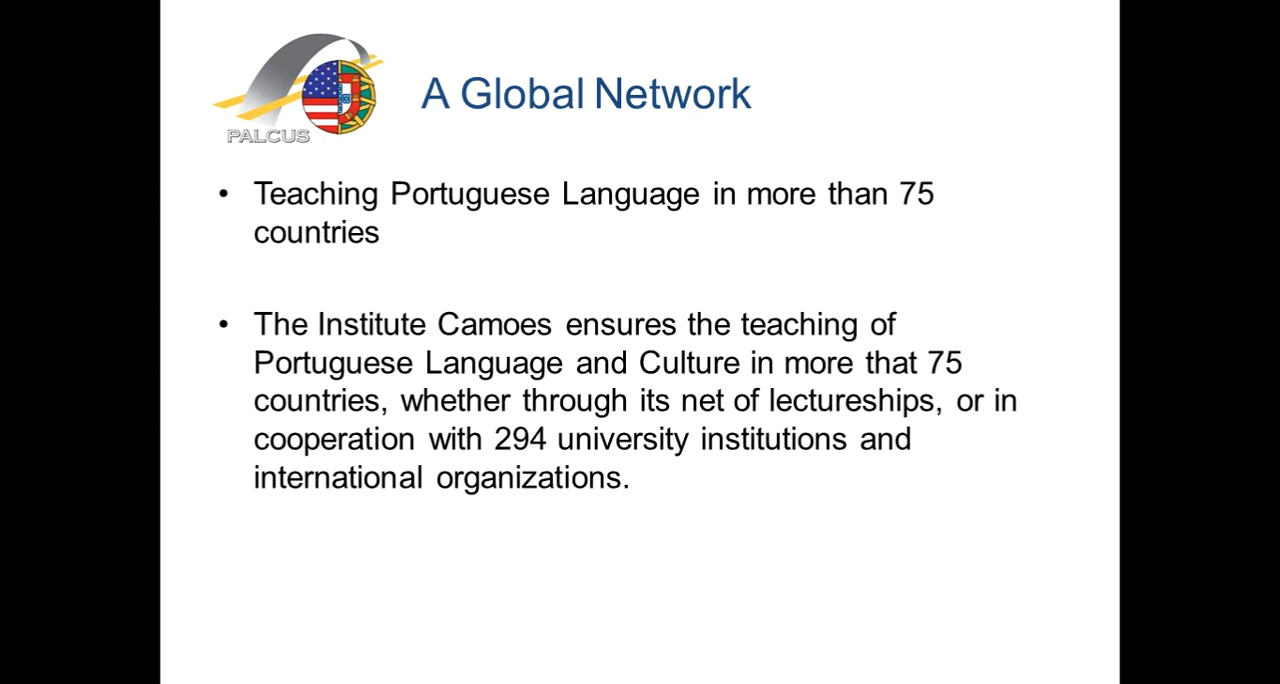 PALCUS
A Global Network
• Teaching Portuguese Language in more than 75
countries
• The Institute Camoes ensures the teaching of
Portuguese Language and Culture in more that 75
countries, whether through its net of lectureships, or in
cooperation with 294 university institutions and
international organizations.